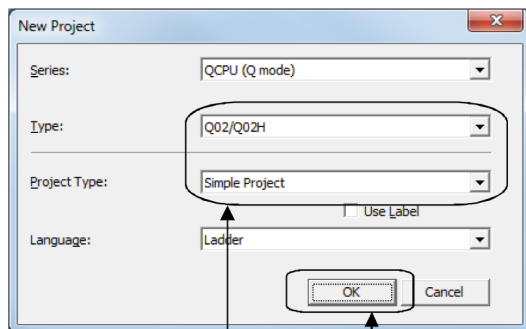 New Project
Series: QCPU (Q mode)
Type: Q02/Q02H
Project Type: Simple Project
Use Label
Language: Ladder
OK Cancel